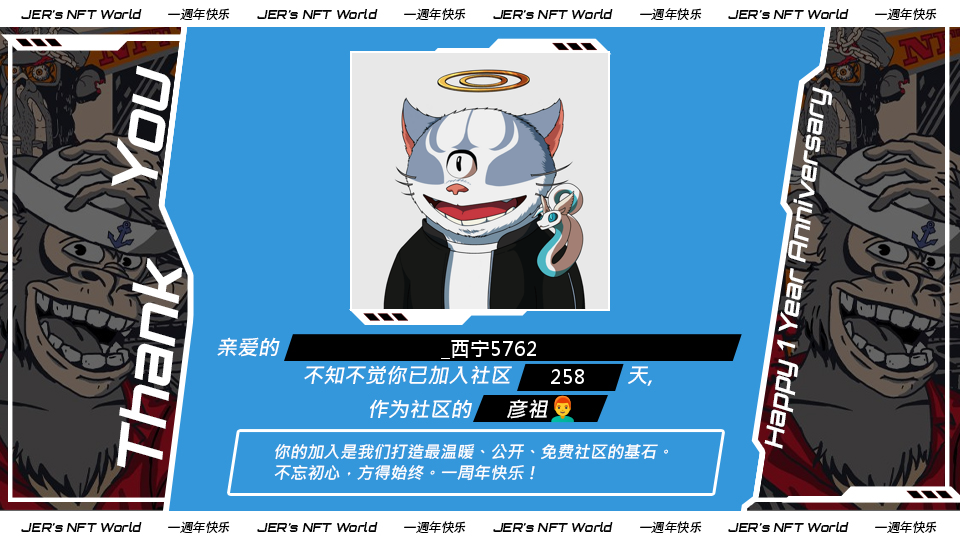 JER's NFT World 一週年快乐 JER's NFT World 一週年快乐 JER's NFT World 一週年快乐 JER's NFT World 一週年快乐
Thank You
亲爱的 _西宁5762
不知不觉你已加入社区 258 天,
作为社区的 彦祖👨‍🦰
你的加入是我们打造最温暖、公开、免费社区的基石。
不忘初心，方得始终。一周年快乐！
Happy 1 Year Anniversary
JER's NFT World 一週年快乐 JER's NFT World 一週年快乐 JER's NFT World 一週年快乐 JER's NFT World 一週年快乐